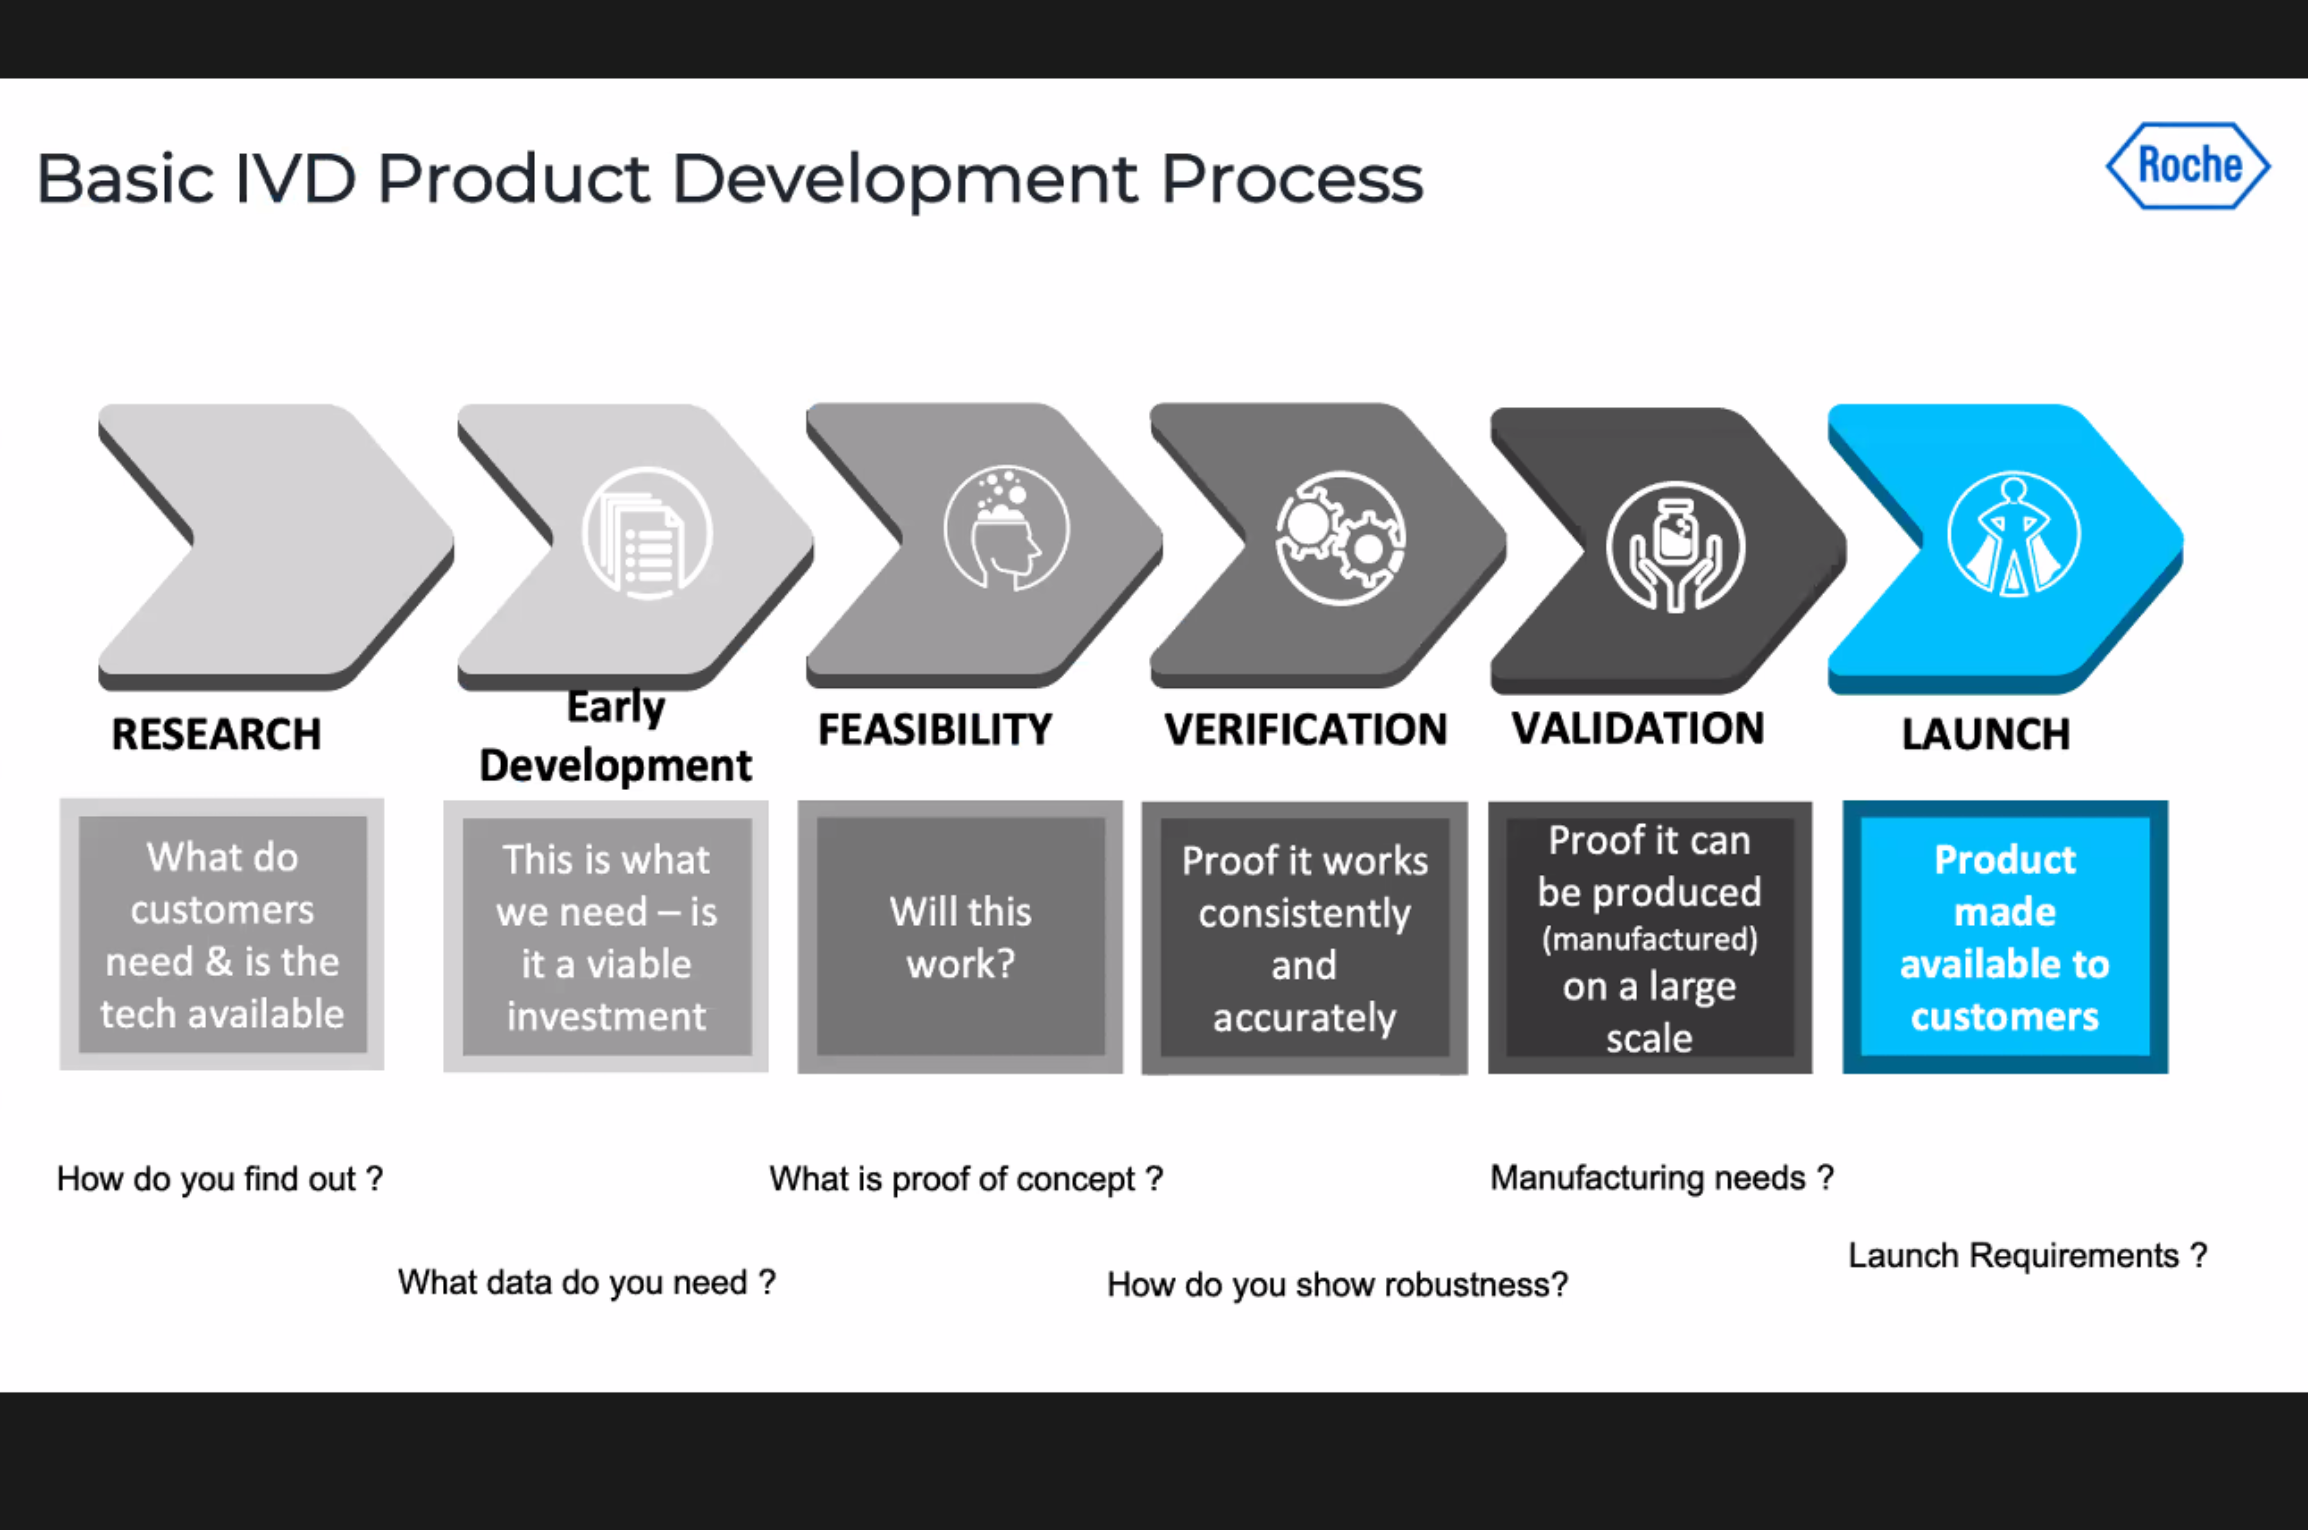 Basic IVD Product Development Process
Roche
RESEARCH
Early
Development
FEASIBILITY
VERIFICATION
VALIDATION
LAUNCH
What do
customers
need & is the
tech available
This is what
we need – is
it a viable
investment
Will this
work?
Proof it works
consistently
and
accurately
Proof it can
be produced
(manufactured)
on a large
scale
Product
made
available to
customers
How do you find out ?
What data do you need ?
What is proof of concept ?
How do you show robustness?
Manufacturing needs ?
Launch Requirements ?